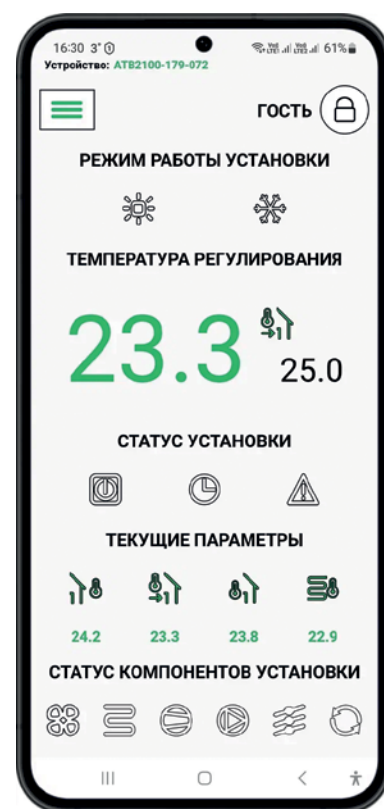 16:30 3° 61%
Устройство: ATB2100-179-072
ГОСТЬ
РЕЖИМ РАБОТЫ УСТАНОВКИ
ТЕМПЕРАТУРА РЕГУЛИРОВАНИЯ
23.3
25.0
СТАТУС УСТАНОВКИ
ТЕКУЩИЕ ПАРАМЕТРЫ
24.2 23.3 23.8 22.9
СТАТУС КОМПОНЕНТОВ УСТАНОВКИ